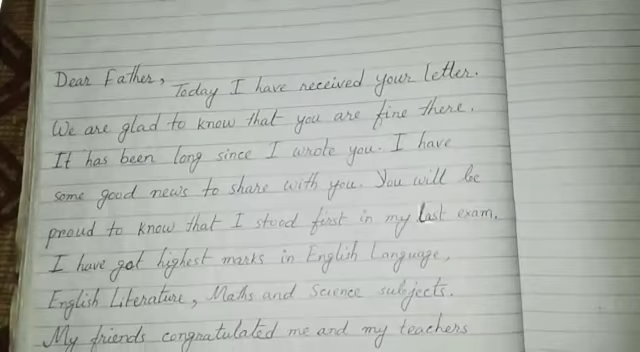 Dear Father,
Today I have received your letter.
We are glad to know that you are fine there.
It has been long since I wrote you. I have
some good news to share with you. You will be
proud to know that I stood first in my last exam.
I have got highest marks in English Language,
English Literature, Maths and Science subjects.
My friends congratulated me and my teachers